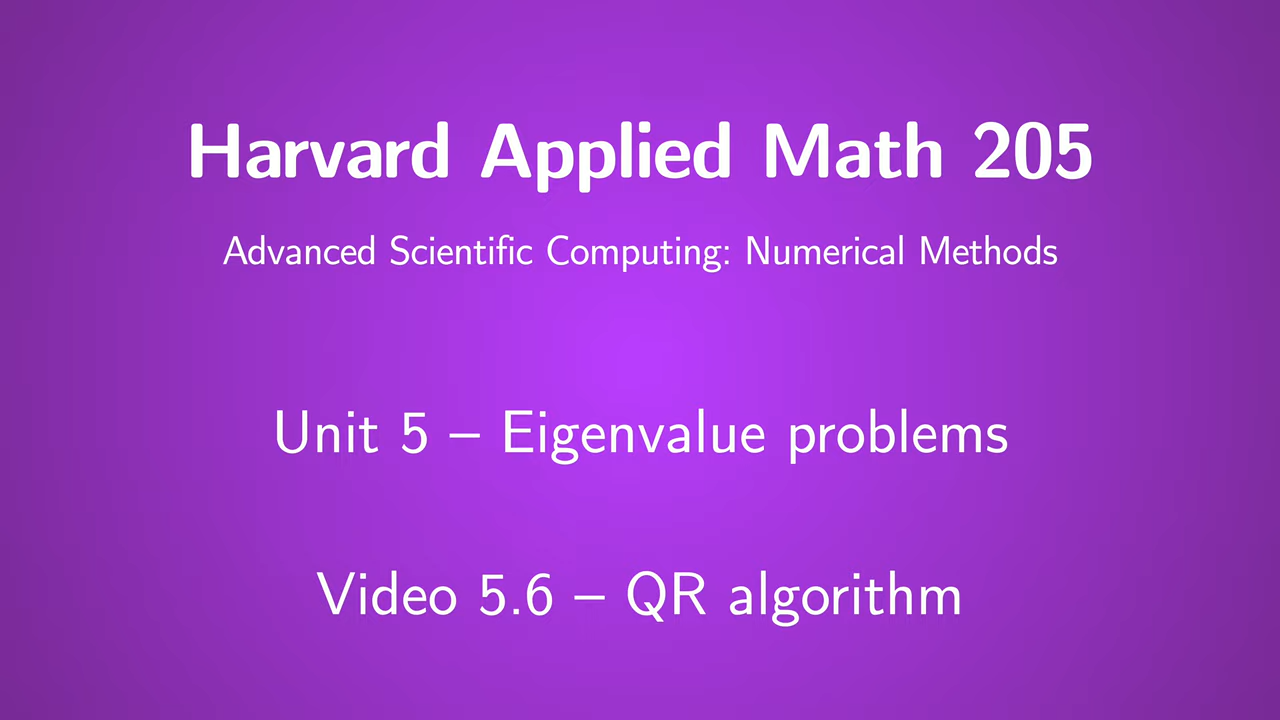 Harvard Applied Math 205
Advanced Scientific Computing: Numerical Methods
Unit 5 – Eigenvalue problems
Video 5.6 – QR algorithm